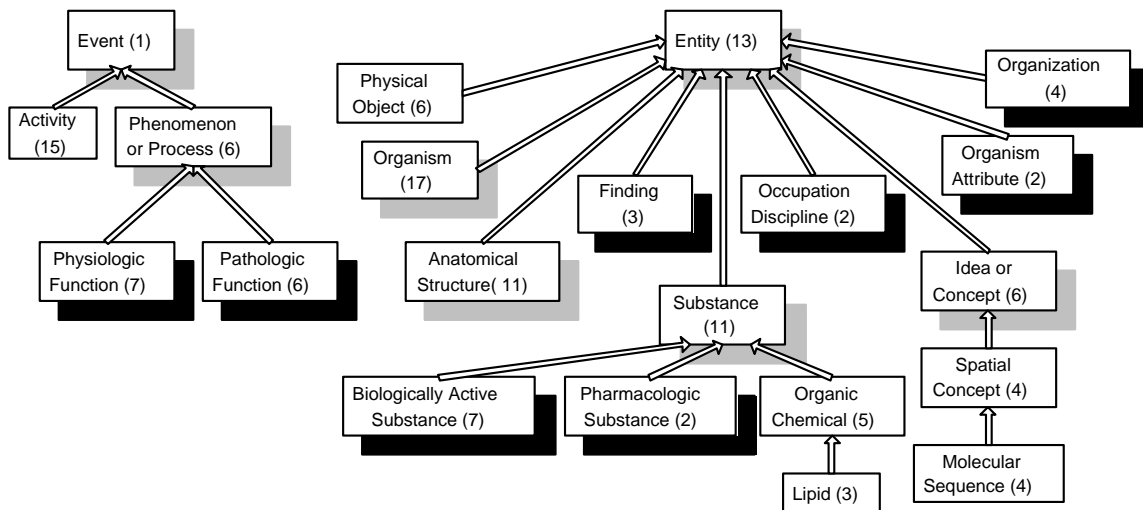 Event (1)
Activity
(15)
Phenomenon
or Process (6)
Physiologic
Function (7)
Pathologic
Function (6)
Entity (13)
Physical
Object (6)
Organism
(17)
Anatomical
Structure( 11)
Finding
(3)
Substance
(11)
Occupation
Discipline (2)
Organization
(4)
Organism
Attribute (2)
Idea or
Concept (6)
Biologically Active
Substance (7)
Pharmacologic
Substance (2)
Organic
Chemical (5)
Lipid (3)
Spatial
Concept (4)
Molecular
Sequence (4)